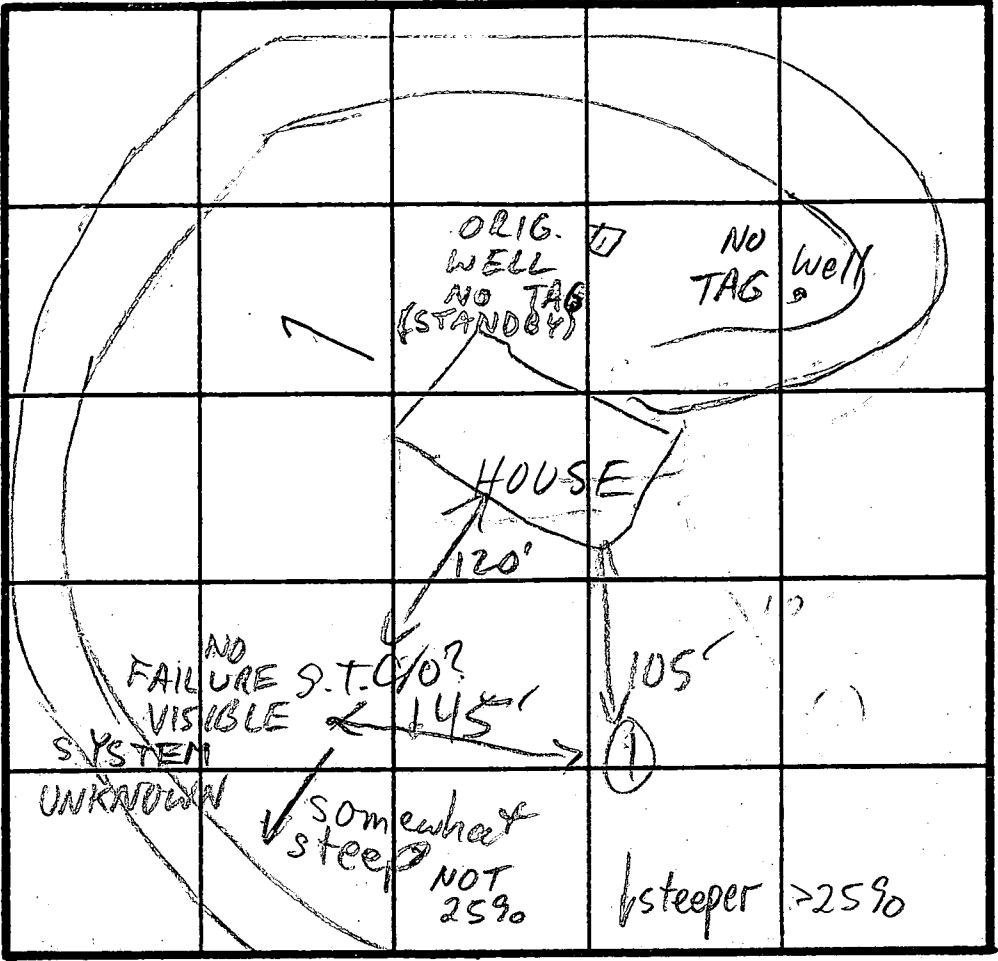 ORIG.
WELL
NO TAG
(STANDBY)
NO
TAG
Well
HOUSE
120'
105'
NO
FAILURE
VISIBLE
S.T. C/O?
145'
SYSTEM
UNKNOWN
1
somewhat
steep
NOT
25%
steeper >25%